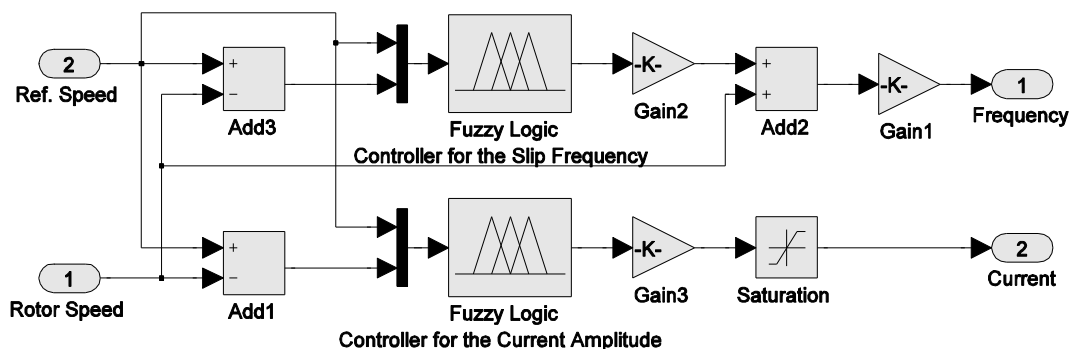 2
Ref. Speed
+
−
Add3
Fuzzy Logic
Controller for the Slip Frequency
-K-
Gain2
+
+
Add2
-K-
Gain1
1
Frequency
1
Rotor Speed
+
−
Add1
Fuzzy Logic
Controller for the Current Amplitude
-K-
Gain3
Saturation
2
Current